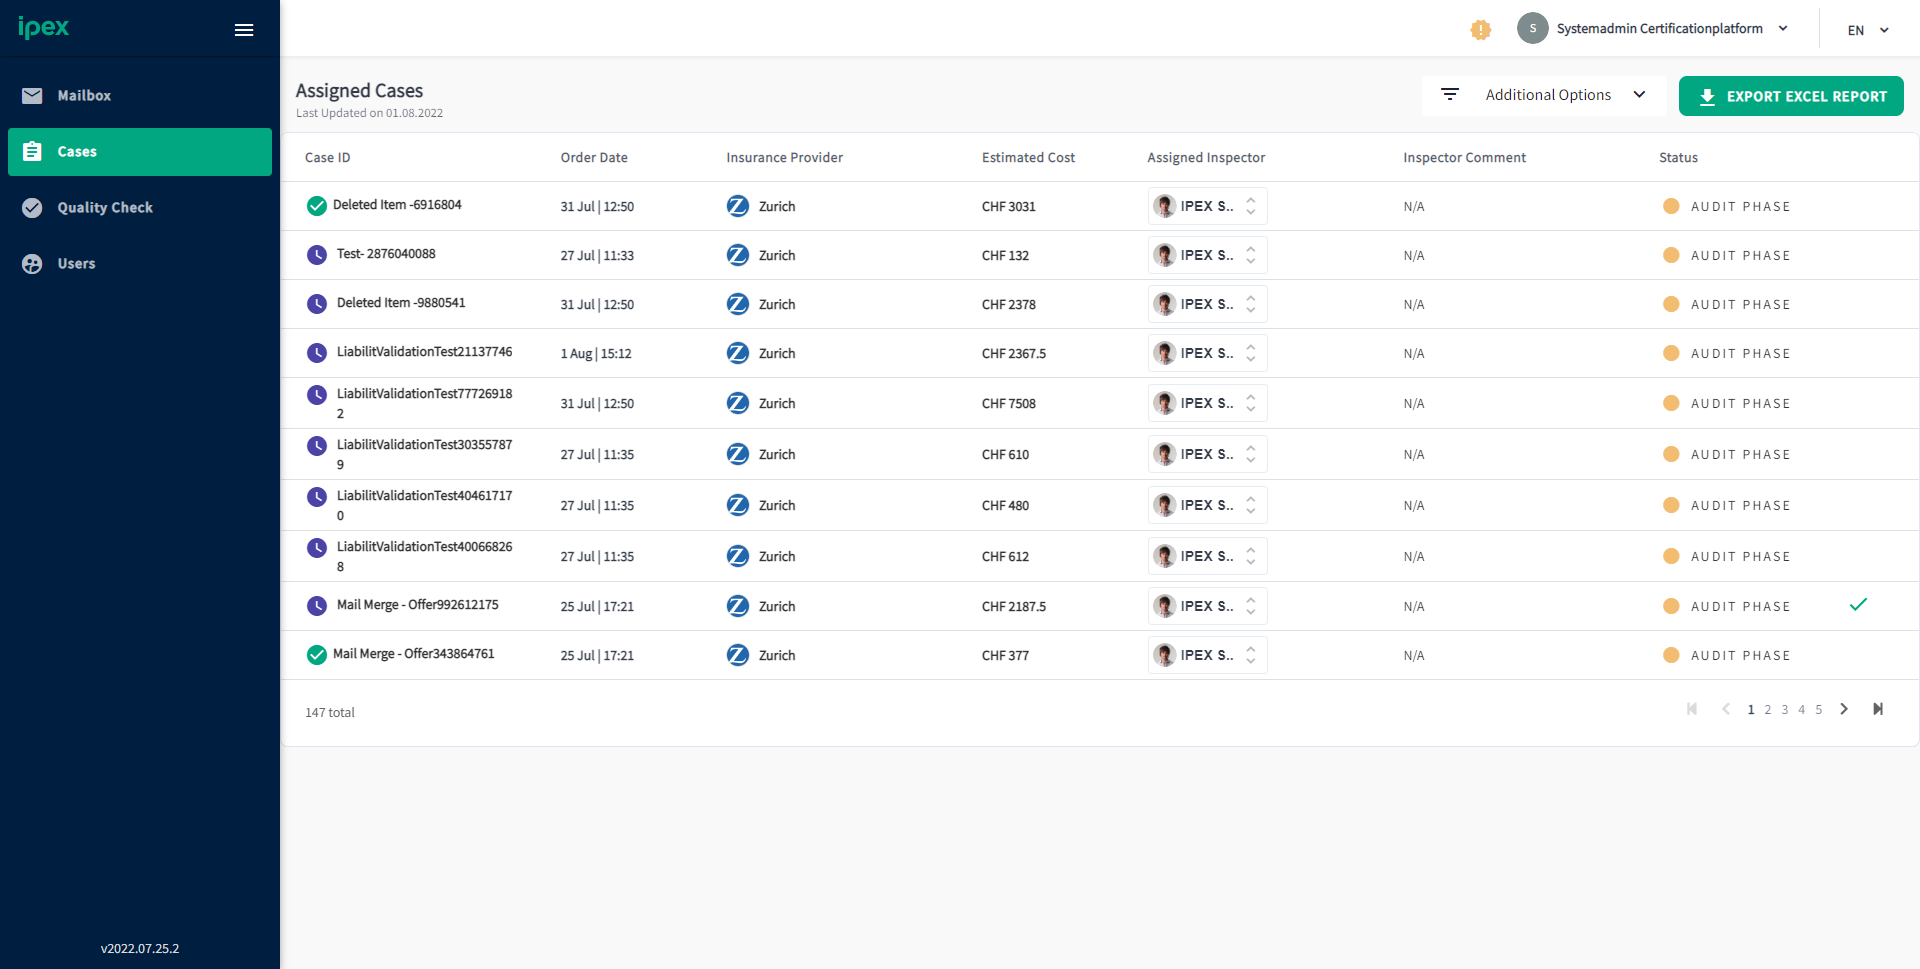 ipex
S
Systemadmin Certificationplatform
EN
Mailbox
Cases
Quality Check
Users
v2022.07.25.2
Assigned Cases
Last Updated on 01.08.2022
Additional Options
EXPORT EXCEL REPORT
Case ID Order Date Insurance Provider Estimated Cost Assigned Inspector Inspector Comment Status
Deleted Item -6916804 31 Jul | 12:50 Zurich CHF 3031 IPEX S.. N/A AUDIT PHASE
Test- 2876040088 27 Jul | 11:33 Zurich CHF 132 IPEX S.. N/A AUDIT PHASE
Deleted Item -9880541 31 Jul | 12:50 Zurich CHF 2378 IPEX S.. N/A AUDIT PHASE
LiabilitValidationTest21137746 1 Aug | 15:12 Zurich CHF 2367.5 IPEX S.. N/A AUDIT PHASE
LiabilitValidationTest77726918
2 31 Jul | 12:50 Zurich CHF 7508 IPEX S.. N/A AUDIT PHASE
LiabilitValidationTest30355787
9 27 Jul | 11:35 Zurich CHF 610 IPEX S.. N/A AUDIT PHASE
LiabilitValidationTest40461717
0 27 Jul | 11:35 Zurich CHF 480 IPEX S.. N/A AUDIT PHASE
LiabilitValidationTest40066826
8 27 Jul | 11:35 Zurich CHF 612 IPEX S.. N/A AUDIT PHASE
Mail Merge - Offer992612175 25 Jul | 17:21 Zurich CHF 2187.5 IPEX S.. N/A AUDIT PHASE
Mail Merge - Offer343864761 25 Jul | 17:21 Zurich CHF 377 IPEX S.. N/A AUDIT PHASE
147 total
1 2 3 4 5